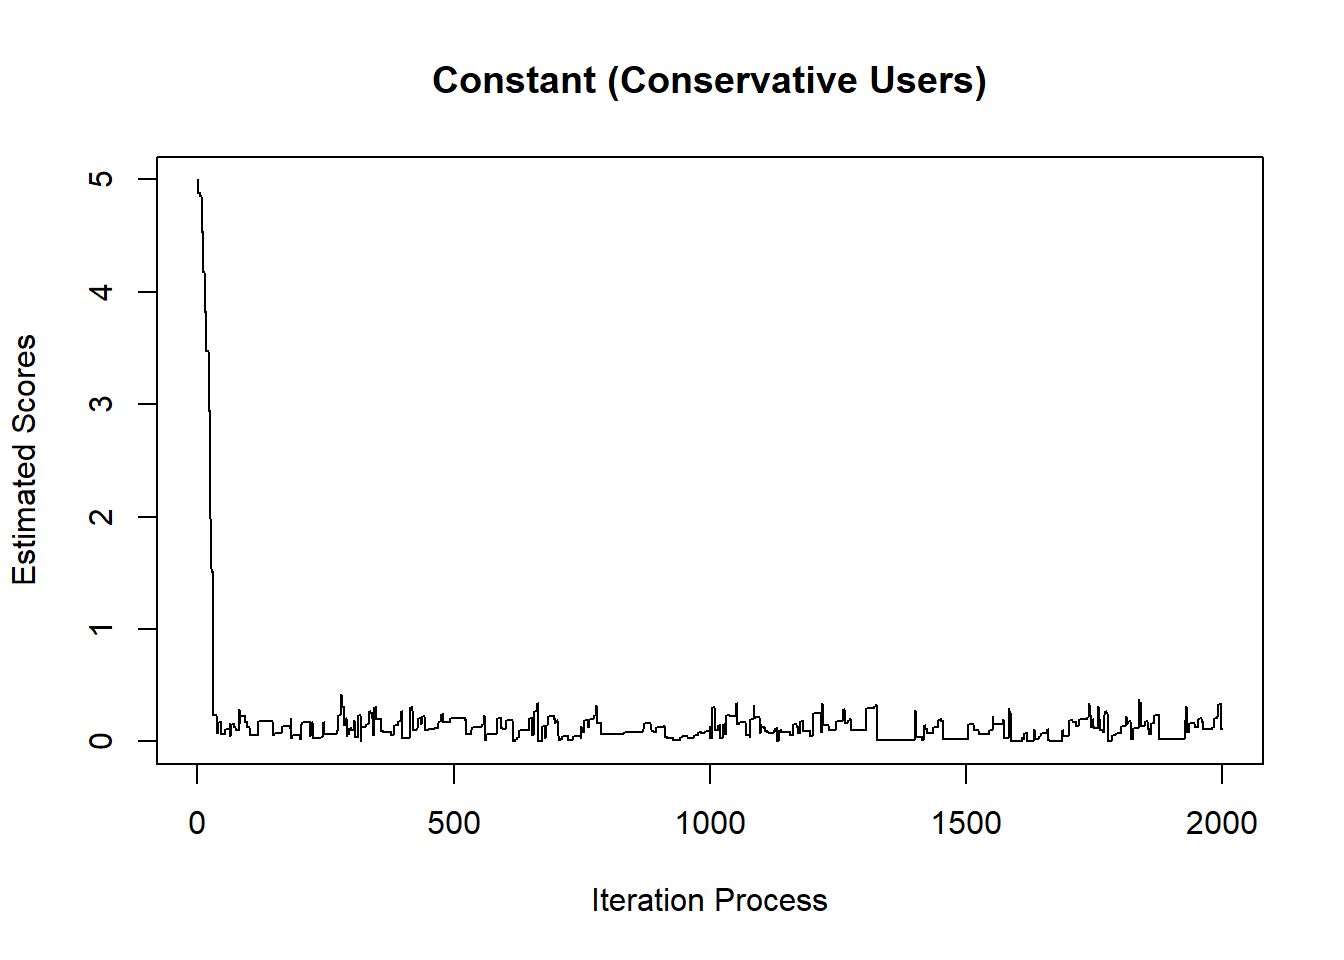 Constant (Conservative Users)
Estimated Scores
5
4
3
2
1
0
0 500 1000 1500 2000
Iteration Process